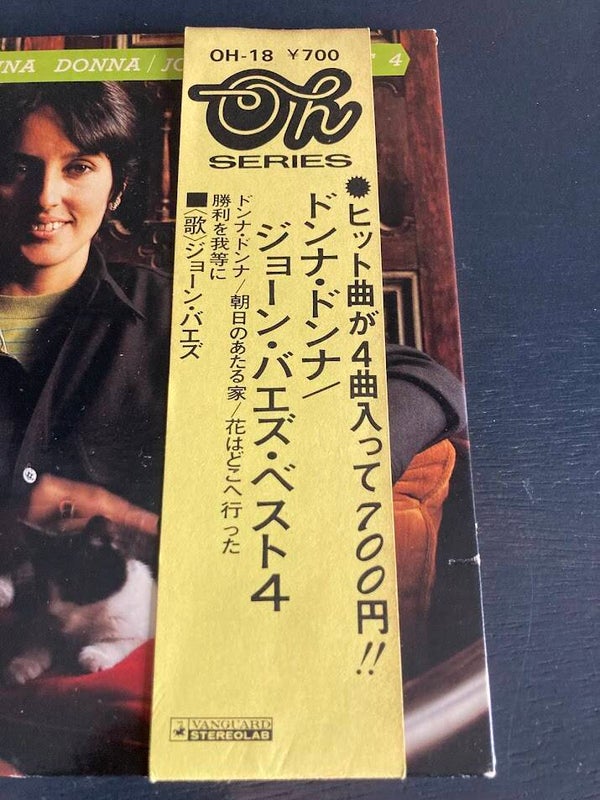 NA DONNA / JO
4
OH-18 ¥700
Oh
SERIES
✹ヒット曲が4曲入って700円!!
ドンナ・ドンナ/
ジョーン・バエズ・ベスト4
ドンナ・ドンナ/朝日のあたる家/花はどこへ行った
勝利を我等に
■〈歌〉ジョーン・バエズ
VANGUARD
STEREOLAB